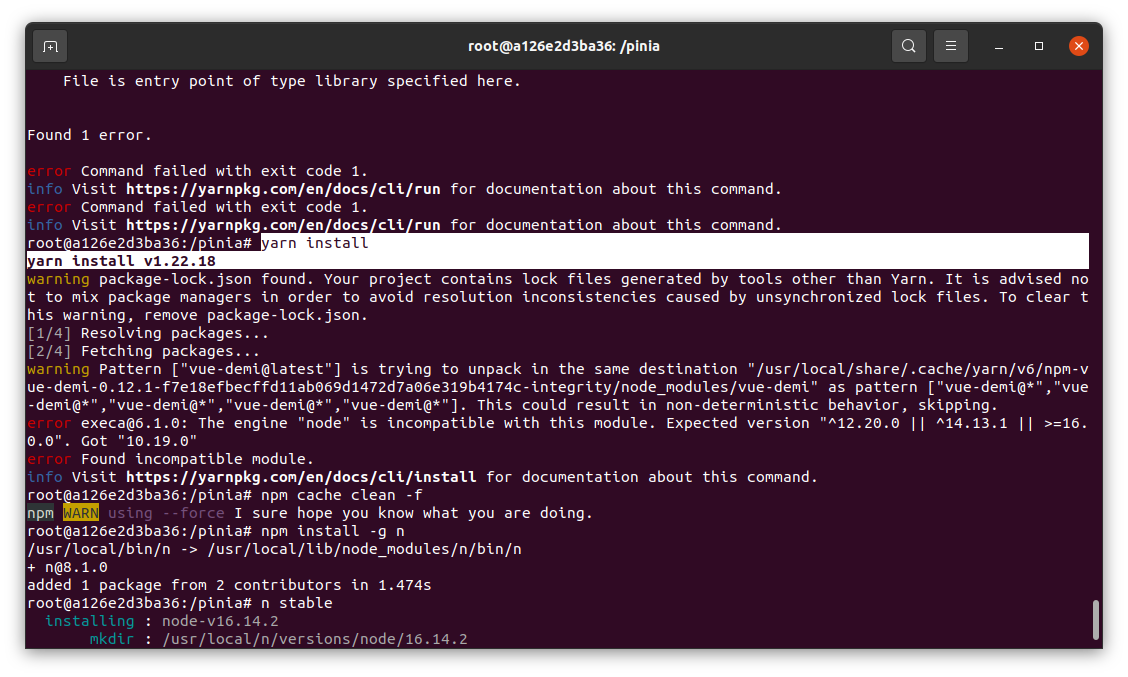 root@a126e2d3ba36: /pinia
File is entry point of type library specified here.
Found 1 error.
error Command failed with exit code 1.
info Visit https://yarnpkg.com/en/docs/cli/run for documentation about this command.
error Command failed with exit code 1.
info Visit https://yarnpkg.com/en/docs/cli/run for documentation about this command.
root@a126e2d3ba36:/pinia# yarn install
yarn install v1.22.18
warning package-lock.json found. Your project contains lock files generated by tools other than Yarn. It is advised no
t to mix package managers in order to avoid resolution inconsistencies caused by unsynchronized lock files. To clear t
his warning, remove package-lock.json.
[1/4] Resolving packages...
[2/4] Fetching packages...
warning Pattern ["vue-demi@latest"] is trying to unpack in the same destination "/usr/local/share/.cache/yarn/v6/npm-v
ue-demi-0.12.1-f7e18efbecffd11ab069d1472d7a06e319b4174c-integrity/node_modules/vue-demi" as pattern ["vue-demi@*","vue
-demi@*","vue-demi@*","vue-demi@*","vue-demi@*"]. This could result in non-deterministic behavior, skipping.
error execa@6.1.0: The engine "node" is incompatible with this module. Expected version "^12.20.0 || ^14.13.1 || >=16.
0.0". Got "10.19.0"
error Found incompatible module.
info Visit https://yarnpkg.com/en/docs/cli/install for documentation about this command.
root@a126e2d3ba36:/pinia# npm cache clean -f
npm WARN using --force I sure hope you know what you are doing.
root@a126e2d3ba36:/pinia# npm install -g n
/usr/local/bin/n -> /usr/local/lib/node_modules/n/bin/n
+ n@8.1.0
added 1 package from 2 contributors in 1.474s
root@a126e2d3ba36:/pinia# n stable
installing : node-v16.14.2
mkdir : /usr/local/n/versions/node/16.14.2